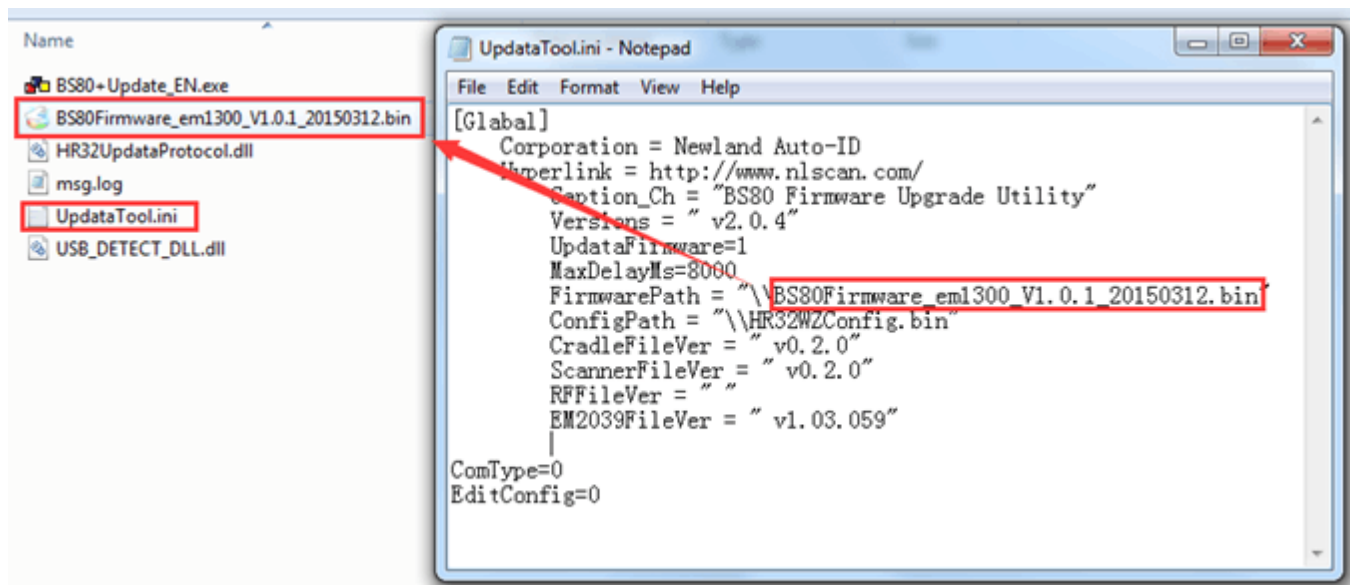 Name
BS80+Update_EN.exe
BS80Firmware_em1300_V1.0.1_20150312.bin
HR32UpdataProtocol.dll
msg.log
UpdataTool.ini
USB_DETECT_DLL.dll
UpdataTool.ini - Notepad
File Edit Format View Help
[Glabal]
Corporation = Newland Auto-ID
Hyperlink = http://www.nlscan.com/
Caption_Ch = "BS80 Firmware Upgrade Utility"
Versions = " v2.0.4"
UpdataFirmware=1
MaxDelayMs=8000
FirmwarePath = "\\BS80Firmware_em1300_V1.0.1_20150312.bin"
ConfigPath = "\\HR32WZConfig.bin"
CradleFileVer = " v0.2.0"
ScannerFileVer = " v0.2.0"
RFFileVer = " "
EM2039FileVer = " v1.03.059"
ComType=0
EditConfig=0